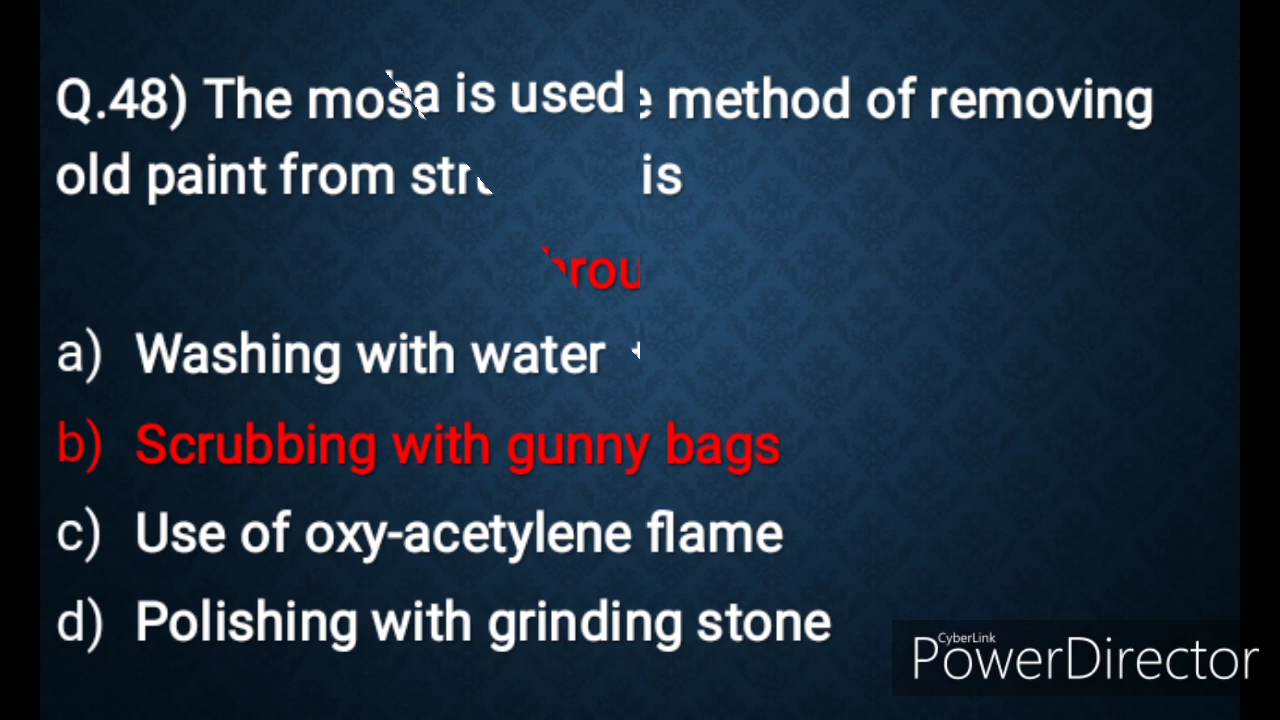 Q.48) The mosa is used e method of removing
old paint from str is
hrou
a) Washing with water
b) Scrubbing with gunny bags
c) Use of oxy-acetylene flame
d) Polishing with grinding stone
CyberLink
PowerDirector